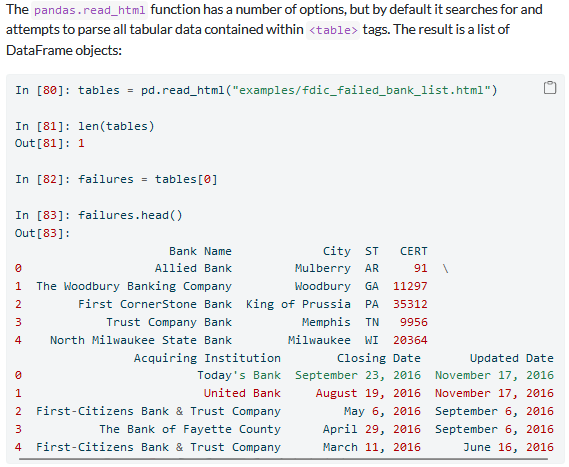 The pandas.read_html function has a number of options, but by default it searches for and
attempts to parse all tabular data contained within <table> tags. The result is a list of
DataFrame objects:
In [80]: tables = pd.read_html("examples/fdic_failed_bank_list.html")
In [81]: len(tables)
Out[81]: 1
In [82]: failures = tables[0]
In [83]: failures.head()
Out[83]:
                      Bank Name             City  ST   CERT
0                   Allied Bank         Mulberry  AR     91  \
1  The Woodbury Banking Company         Woodbury  GA  11297
2        First CornerStone Bank  King of Prussia  PA  35312
3            Trust Company Bank          Memphis  TN   9956
4    North Milwaukee State Bank        Milwaukee  WI  20364
                 Acquiring Institution        Closing Date       Updated Date
0                         Today's Bank  September 23, 2016  November 17, 2016
1                          United Bank     August 19, 2016  November 17, 2016
2  First-Citizens Bank & Trust Company         May 6, 2016  September 6, 2016
3           The Bank of Fayette County      April 29, 2016  September 6, 2016
4  First-Citizens Bank & Trust Company      March 11, 2016      June 16, 2016